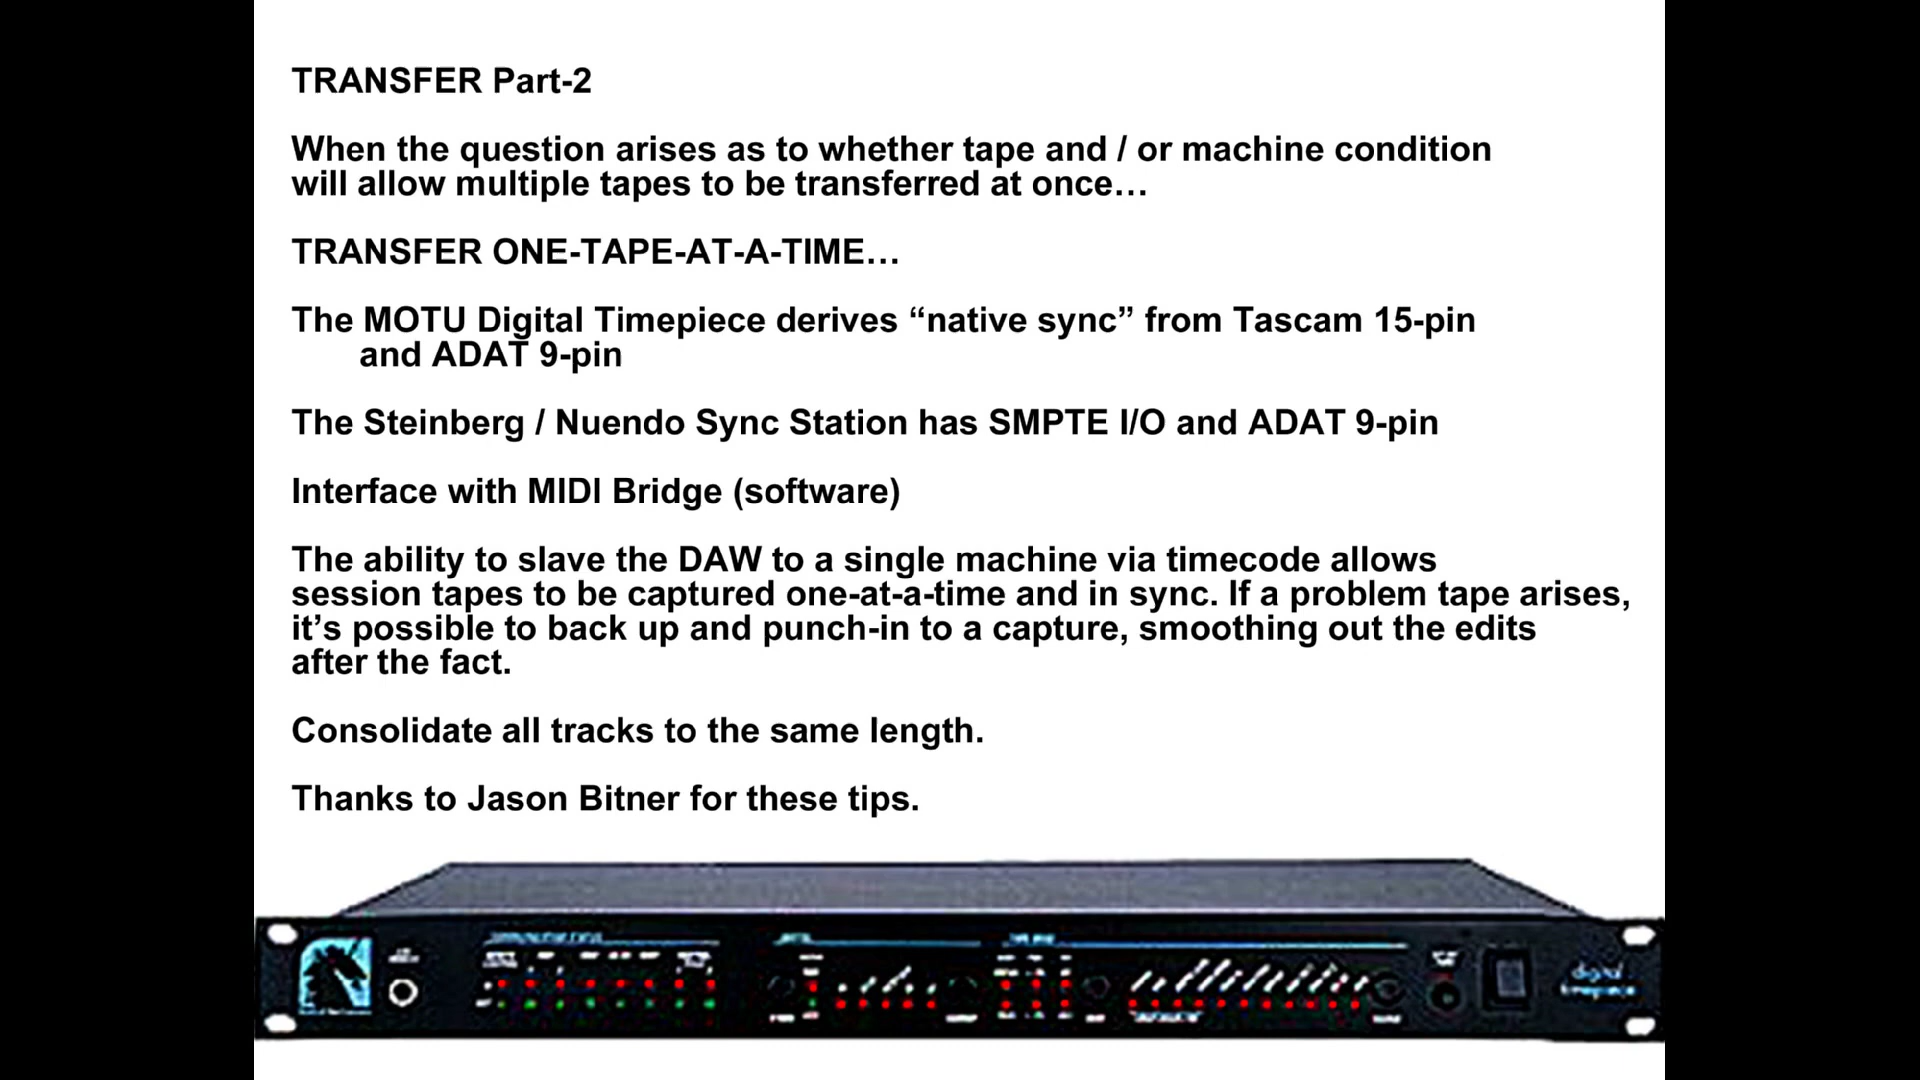 TRANSFER Part-2
When the question arises as to whether tape and / or machine condition
will allow multiple tapes to be transferred at once…
TRANSFER ONE-TAPE-AT-A-TIME…
The MOTU Digital Timepiece derives “native sync” from Tascam 15-pin
and ADAT 9-pin
The Steinberg / Nuendo Sync Station has SMPTE I/O and ADAT 9-pin
Interface with MIDI Bridge (software)
The ability to slave the DAW to a single machine via timecode allows
session tapes to be captured one-at-a-time and in sync. If a problem tape arises,
it’s possible to back up and punch-in to a capture, smoothing out the edits
after the fact.
Consolidate all tracks to the same length.
Thanks to Jason Bitner for these tips.
digital
timepiece